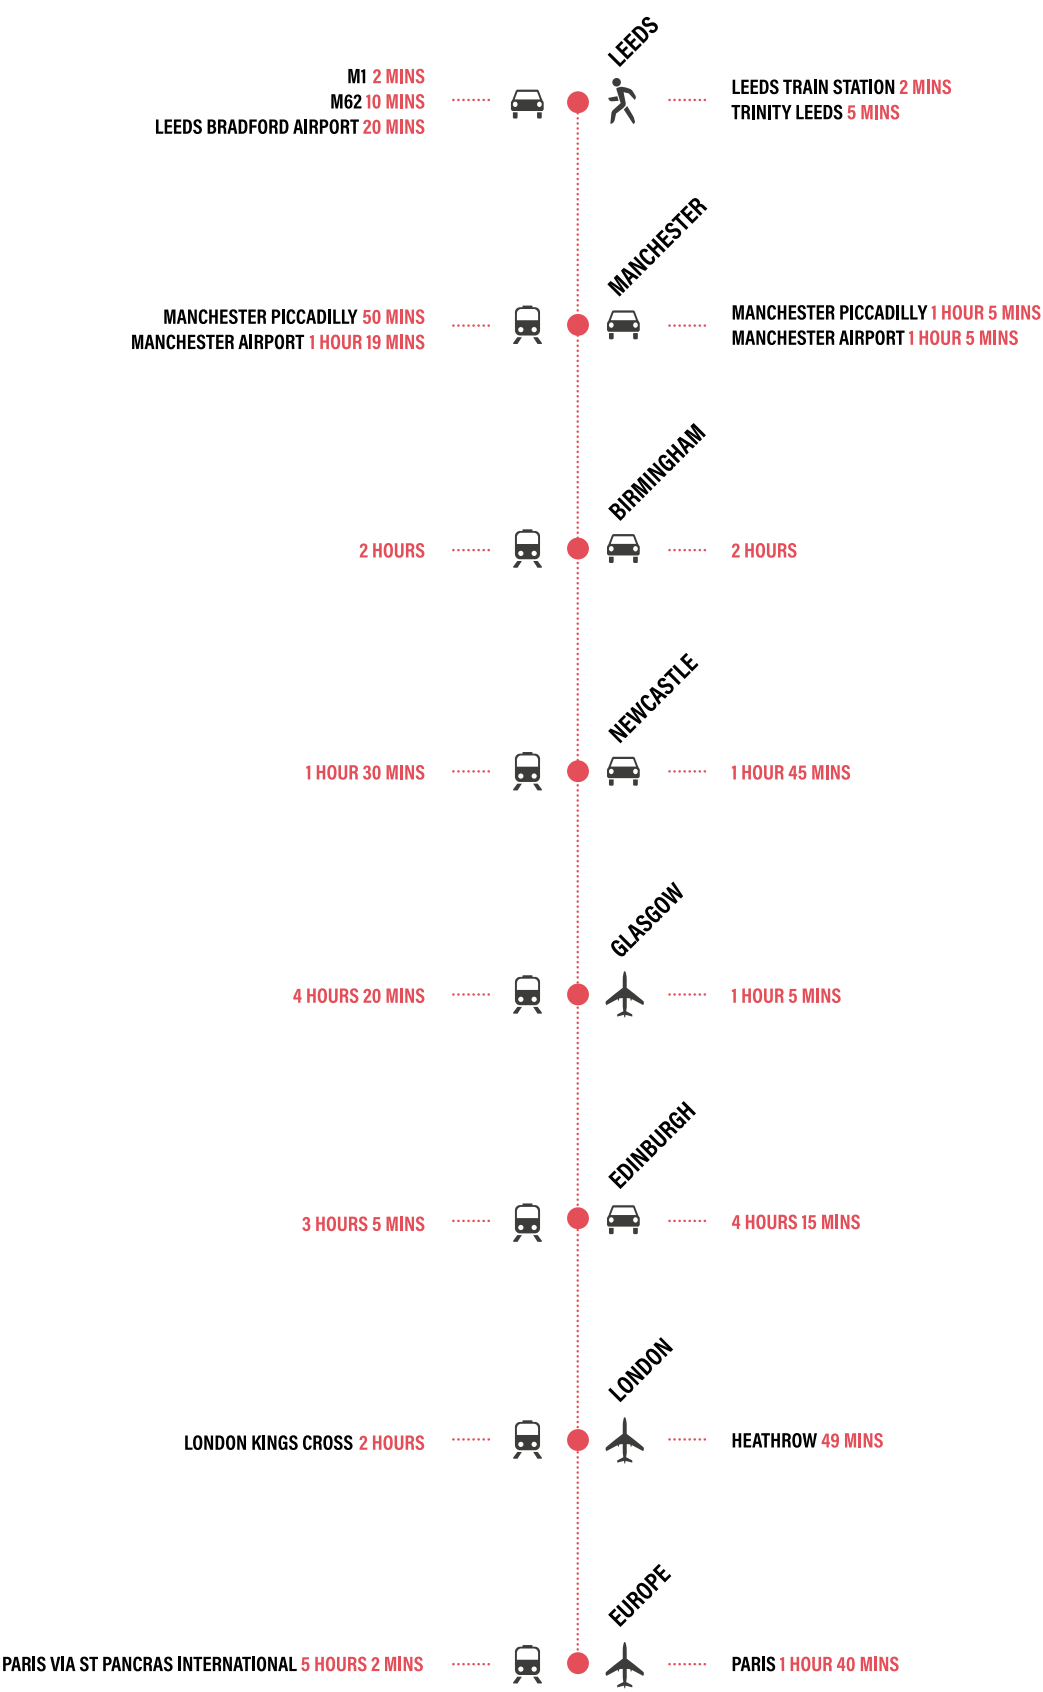 LEEDS
M1 2 MINS
M62 10 MINS
LEEDS BRADFORD AIRPORT 20 MINS
LEEDS TRAIN STATION 2 MINS
TRINITY LEEDS 5 MINS
MANCHESTER
MANCHESTER PICCADILLY 50 MINS
MANCHESTER AIRPORT 1 HOUR 19 MINS
MANCHESTER PICCADILLY 1 HOUR 5 MINS
MANCHESTER AIRPORT 1 HOUR 5 MINS
BIRMINGHAM
2 HOURS
2 HOURS
NEWCASTLE
1 HOUR 30 MINS
1 HOUR 45 MINS
GLASGOW
4 HOURS 20 MINS
1 HOUR 5 MINS
EDINBURGH
3 HOURS 5 MINS
4 HOURS 15 MINS
LONDON
LONDON KINGS CROSS 2 HOURS
HEATHROW 49 MINS
EUROPE
PARIS VIA ST PANCRAS INTERNATIONAL 5 HOURS 2 MINS
PARIS 1 HOUR 40 MINS